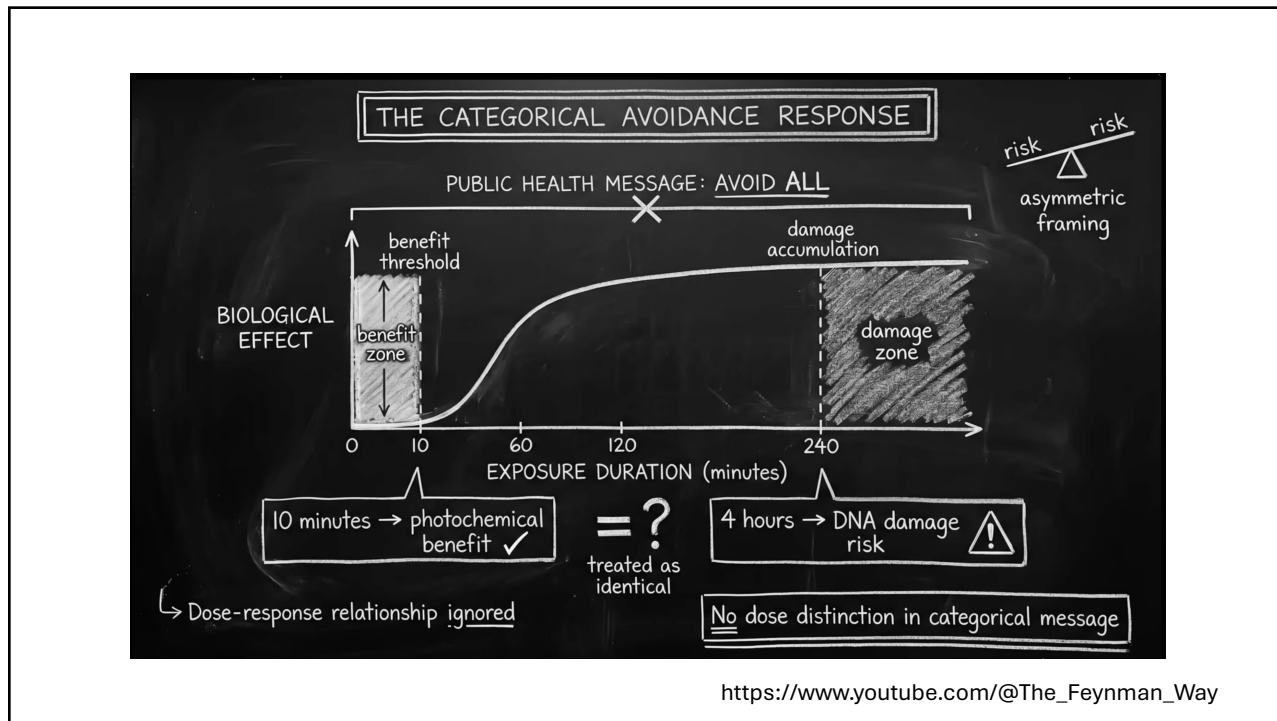 THE CATEGORICAL AVOIDANCE RESPONSE
risk risk
asymmetric
framing
PUBLIC HEALTH MESSAGE: AVOID ALL
benefit
threshold
damage
accumulation
BIOLOGICAL
EFFECT
benefit
zone
damage
zone
0 10 60 120 240
EXPOSURE DURATION (minutes)
10 minutes → photochemical
benefit ✓
= ?
treated as
identical
4 hours → DNA damage
risk
Dose-response relationship ignored
No dose distinction in categorical message
https://www.youtube.com/@The_Feynman_Way